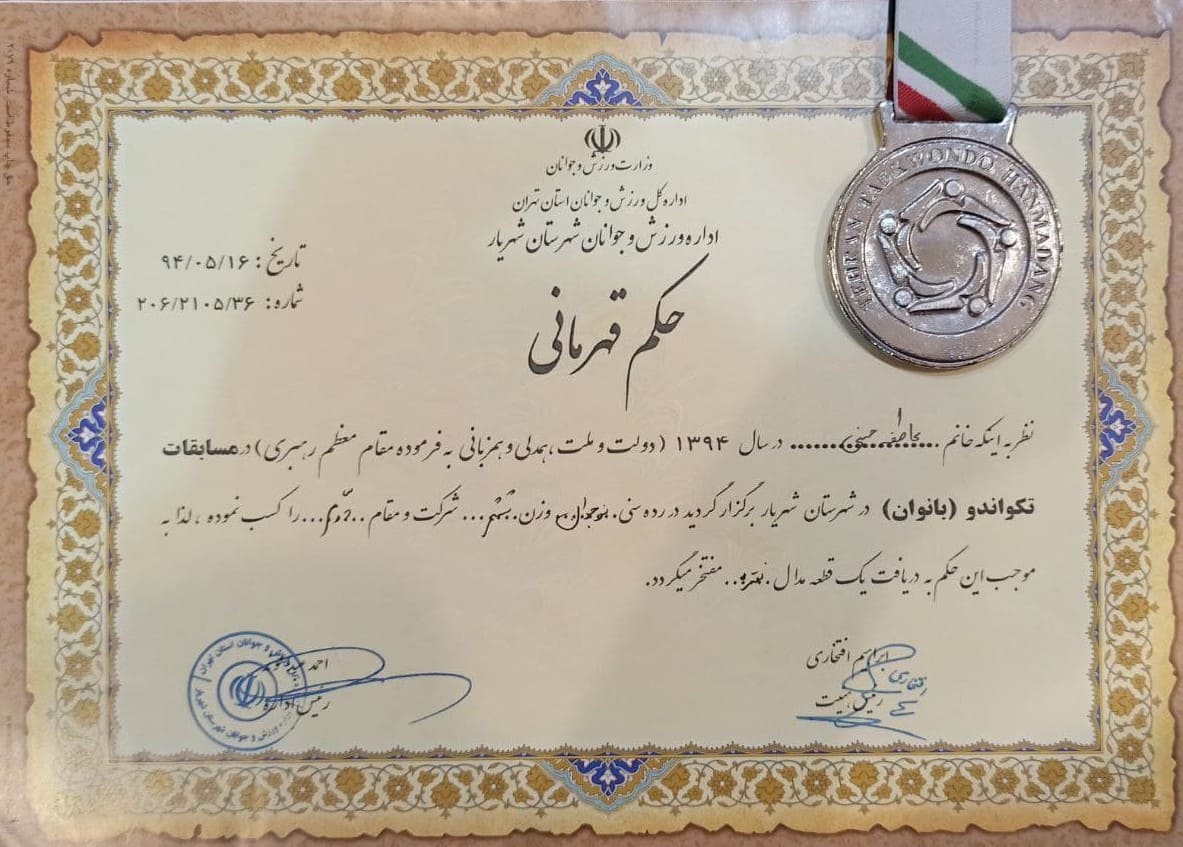 وزارت ورزش و جوانان
اداره کل ورزش و جوانان استان تهران
اداره ورزش و جوانان شهرستان شهریار
تاریخ: ۹۴/۰۵/۱۶
شماره: ۲۰۶/۲۱۰۵/۳۶
حکم قهرمانی
TEHRAN TAEKWONDO HANMADANG
نظر به اینکه خانم ... عاطفه حسینی ... در سال ۱۳۹۴ (دولت و ملت، همدلی و همزبانی به فرموده مقام معظم رهبری) در مسابقات
تکواندو (بانوان) در شهرستان شهریار برگزار گردید در رده سنی نوجوانان وزن ششم ... شرکت و مقام ... دوم ... را کسب نموده، لذا به
موجب این حکم به دریافت یک قطعه مدال نقره مفتخر میگردد.
ابراهیم افتخاری
رئیس هیئت
افتخاری
احمد
رئیس اداره
ورزش و جوانان استان تهران
اداره ورزش و جوانان شهرستان شهریار